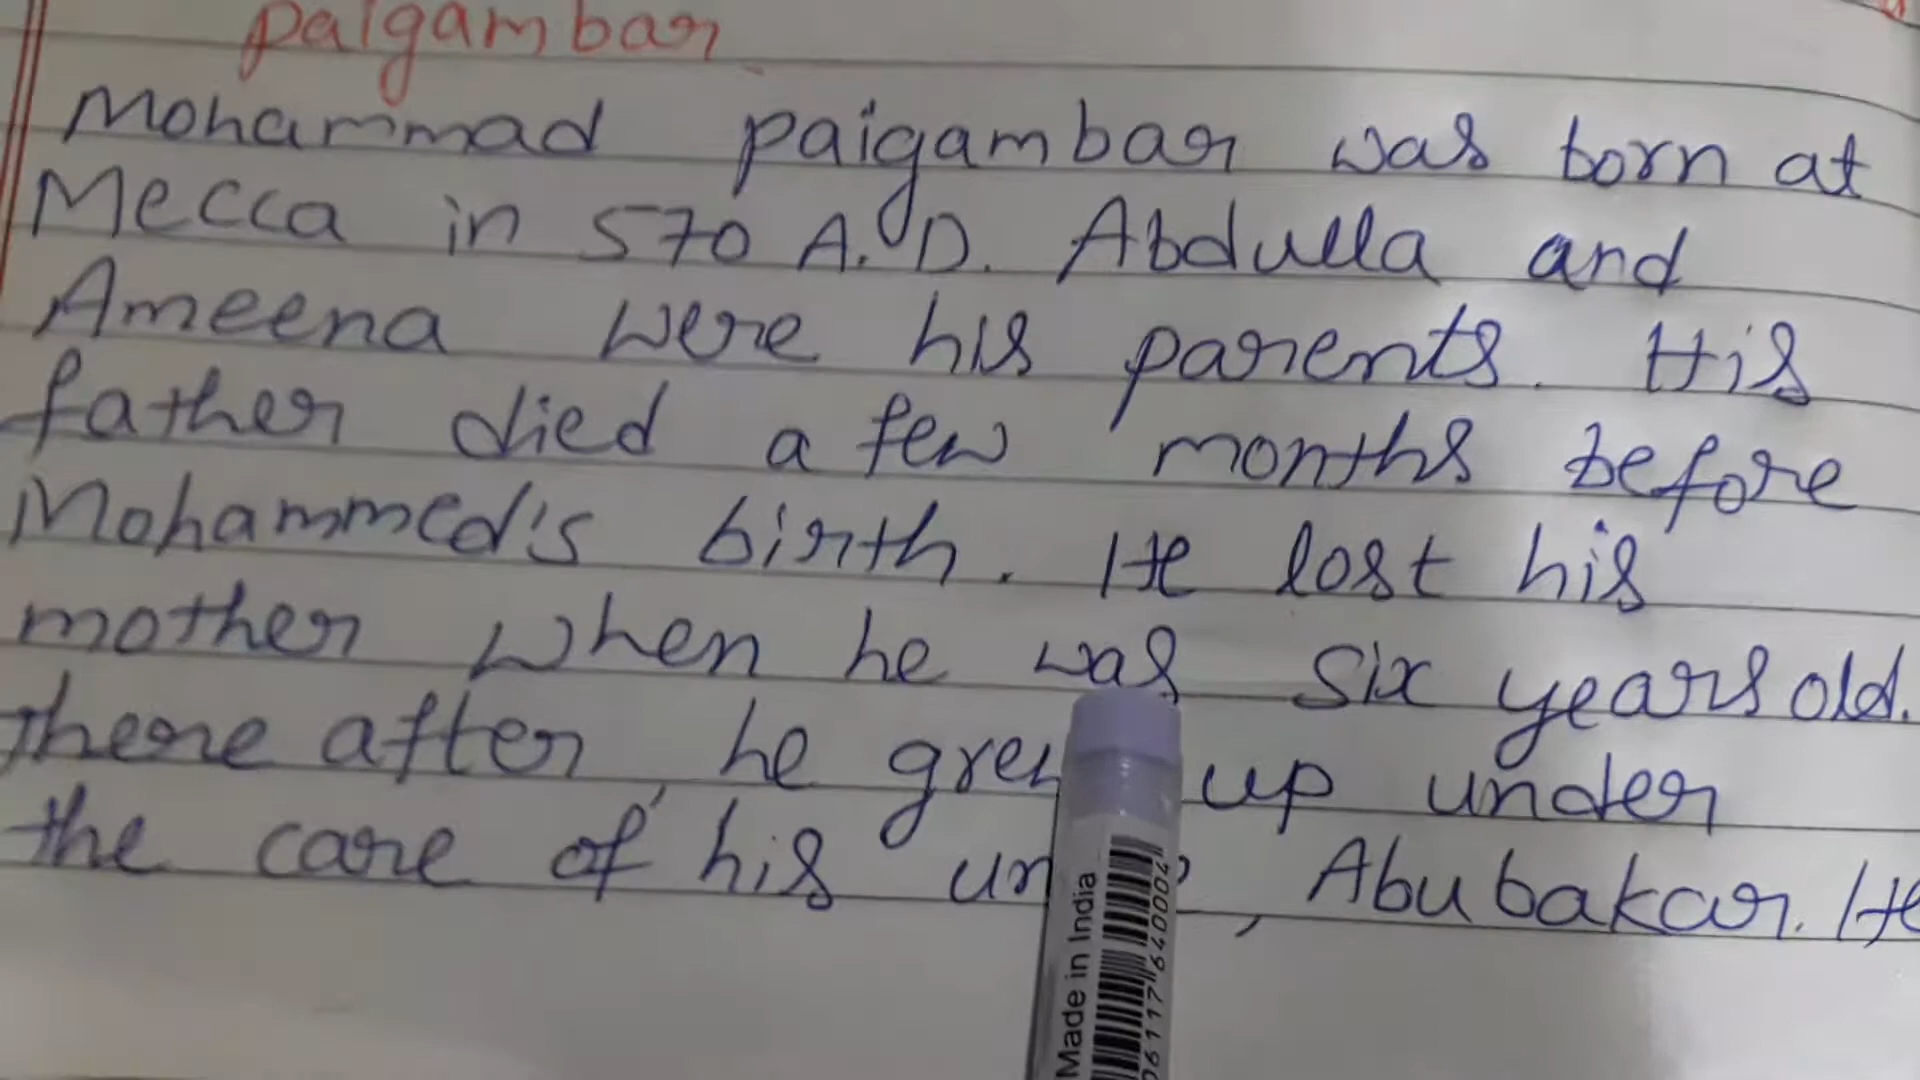 Paigambar
Mohammad paigambar was born at
Mecca in 570 A.D. Abdulla and
Ameena were his parents. His
father died a few months before
Mohammed's birth. He lost his
mother when he was six years old.
there after, he grew up under
the care of his , Abubakar. He
Made in India